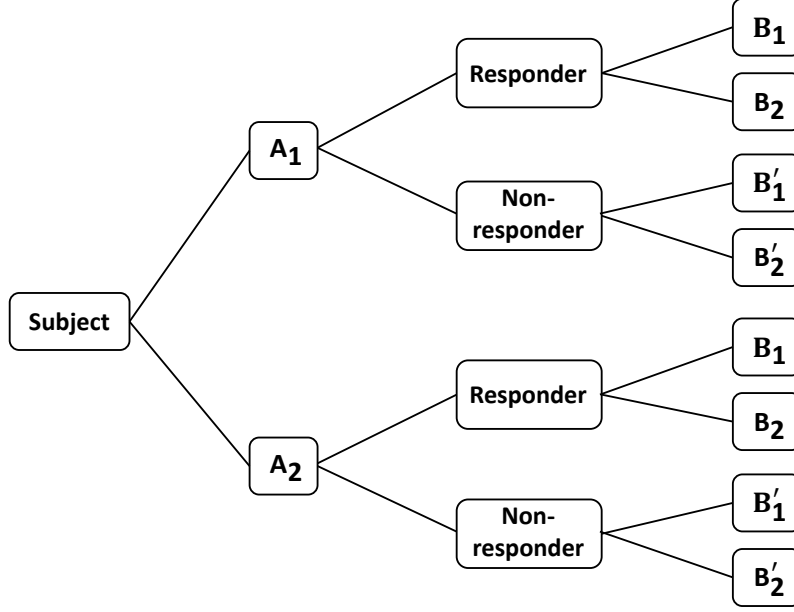 B₁
Responder
B₂
A₁
B′₁
Non-
responder
B′₂
Subject
B₁
Responder
B₂
A₂
B′₁
Non-
responder
B′₂